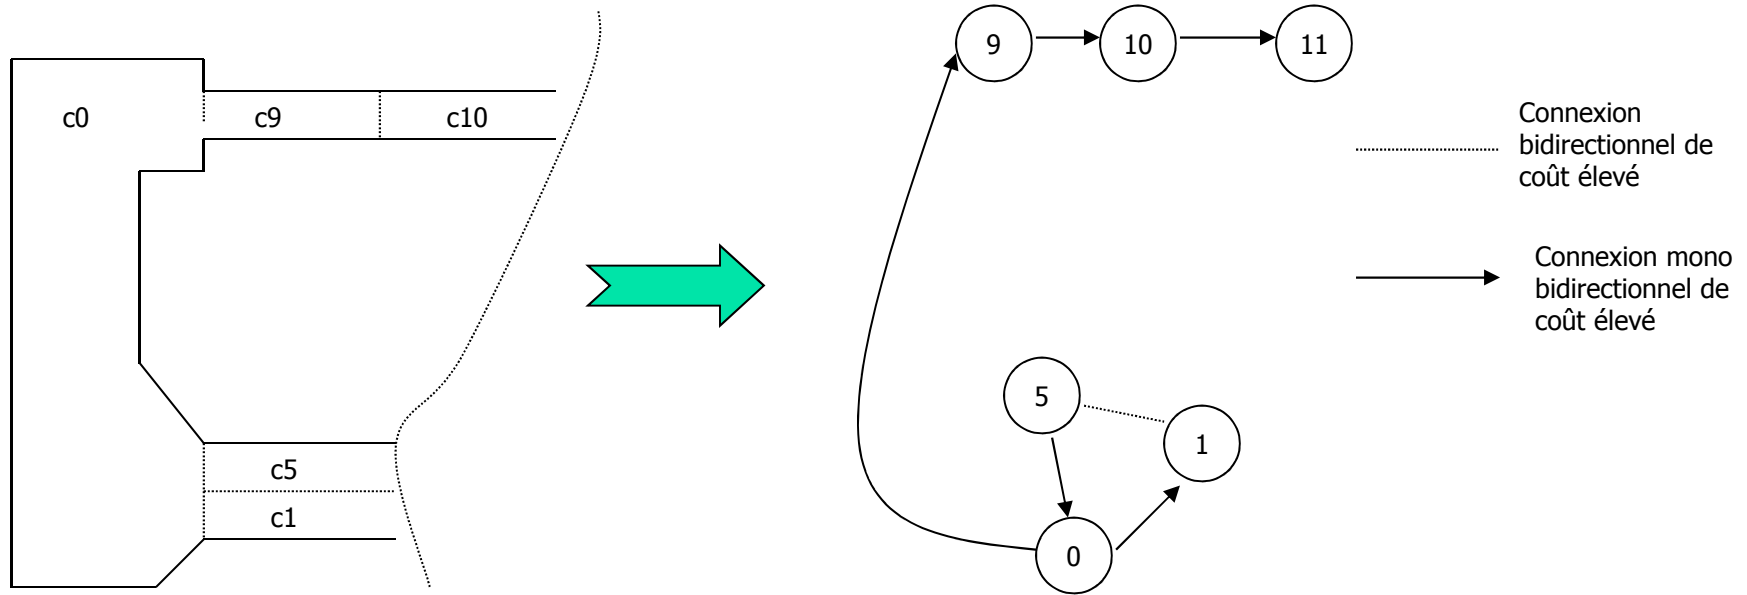 c0
c9
c10
c5
c1
9
10
11
5
1
0
Connexion
bidirectionnel de
coût élevé
Connexion mono
bidirectionnel de
coût élevé